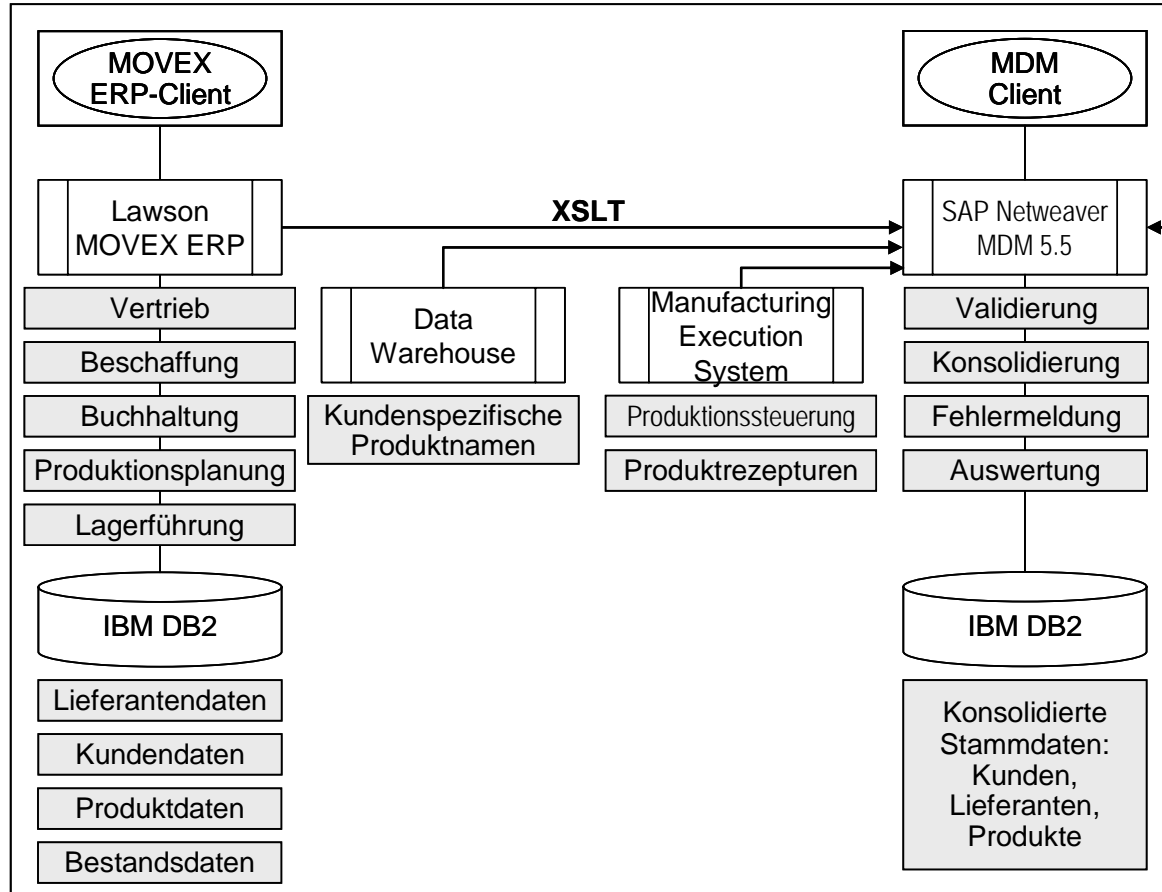 MOVEX
ERP-Client
MDM
Client
Lawson
MOVEX ERP
XSLT
SAP Netweaver
MDM 5.5
Vertrieb
Beschaffung
Buchhaltung
Produktionsplanung
Lagerführung
Data
Warehouse
Kundenspezifische
Produktnamen
Manufacturing
Execution
System
Produktionssteuerung
Produktrezepturen
Validierung
Konsolidierung
Fehlermeldung
Auswertung
IBM DB2
Lieferantendaten
Kundendaten
Produktdaten
Bestandsdaten
IBM DB2
Konsolidierte
Stammdaten:
Kunden,
Lieferanten,
Produkte